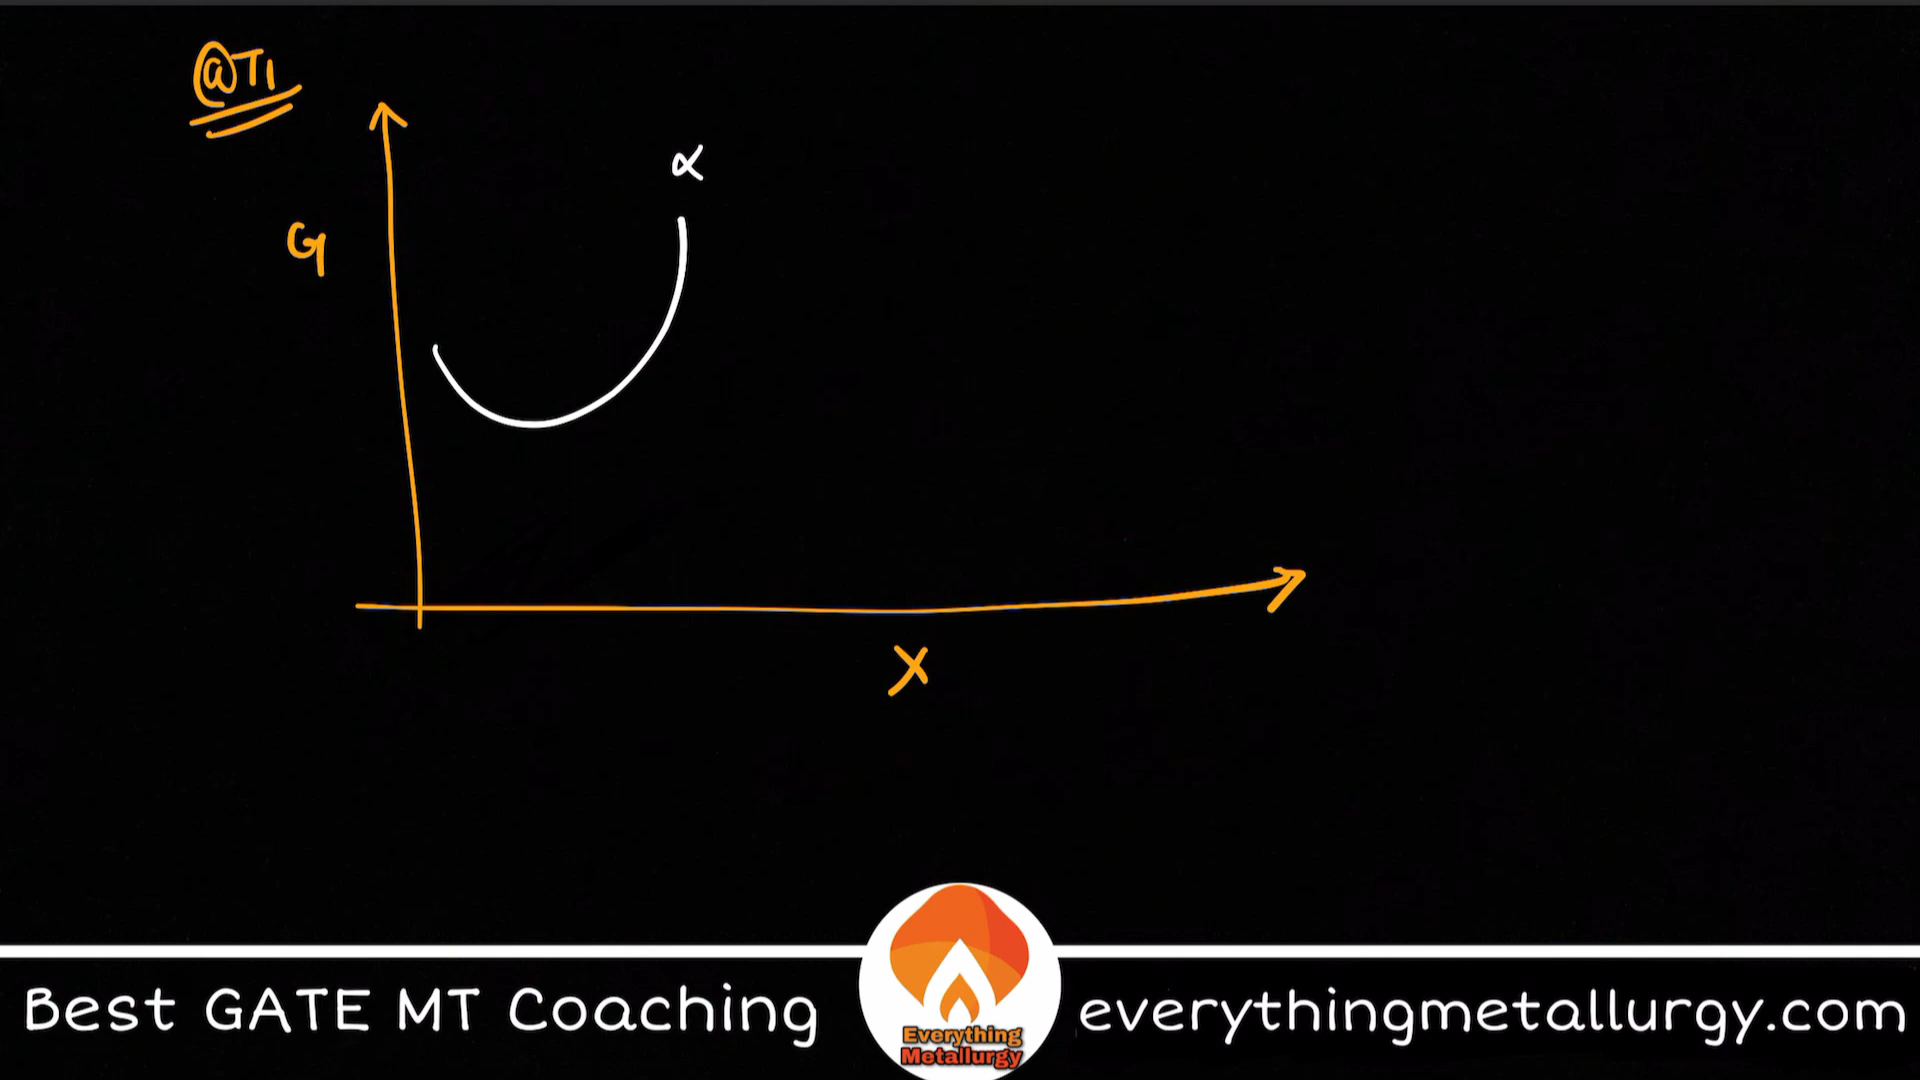 @T1
α
G
X
Best GATE MT Coaching
everythingmetallurgy.com
Everything
Metallurgy